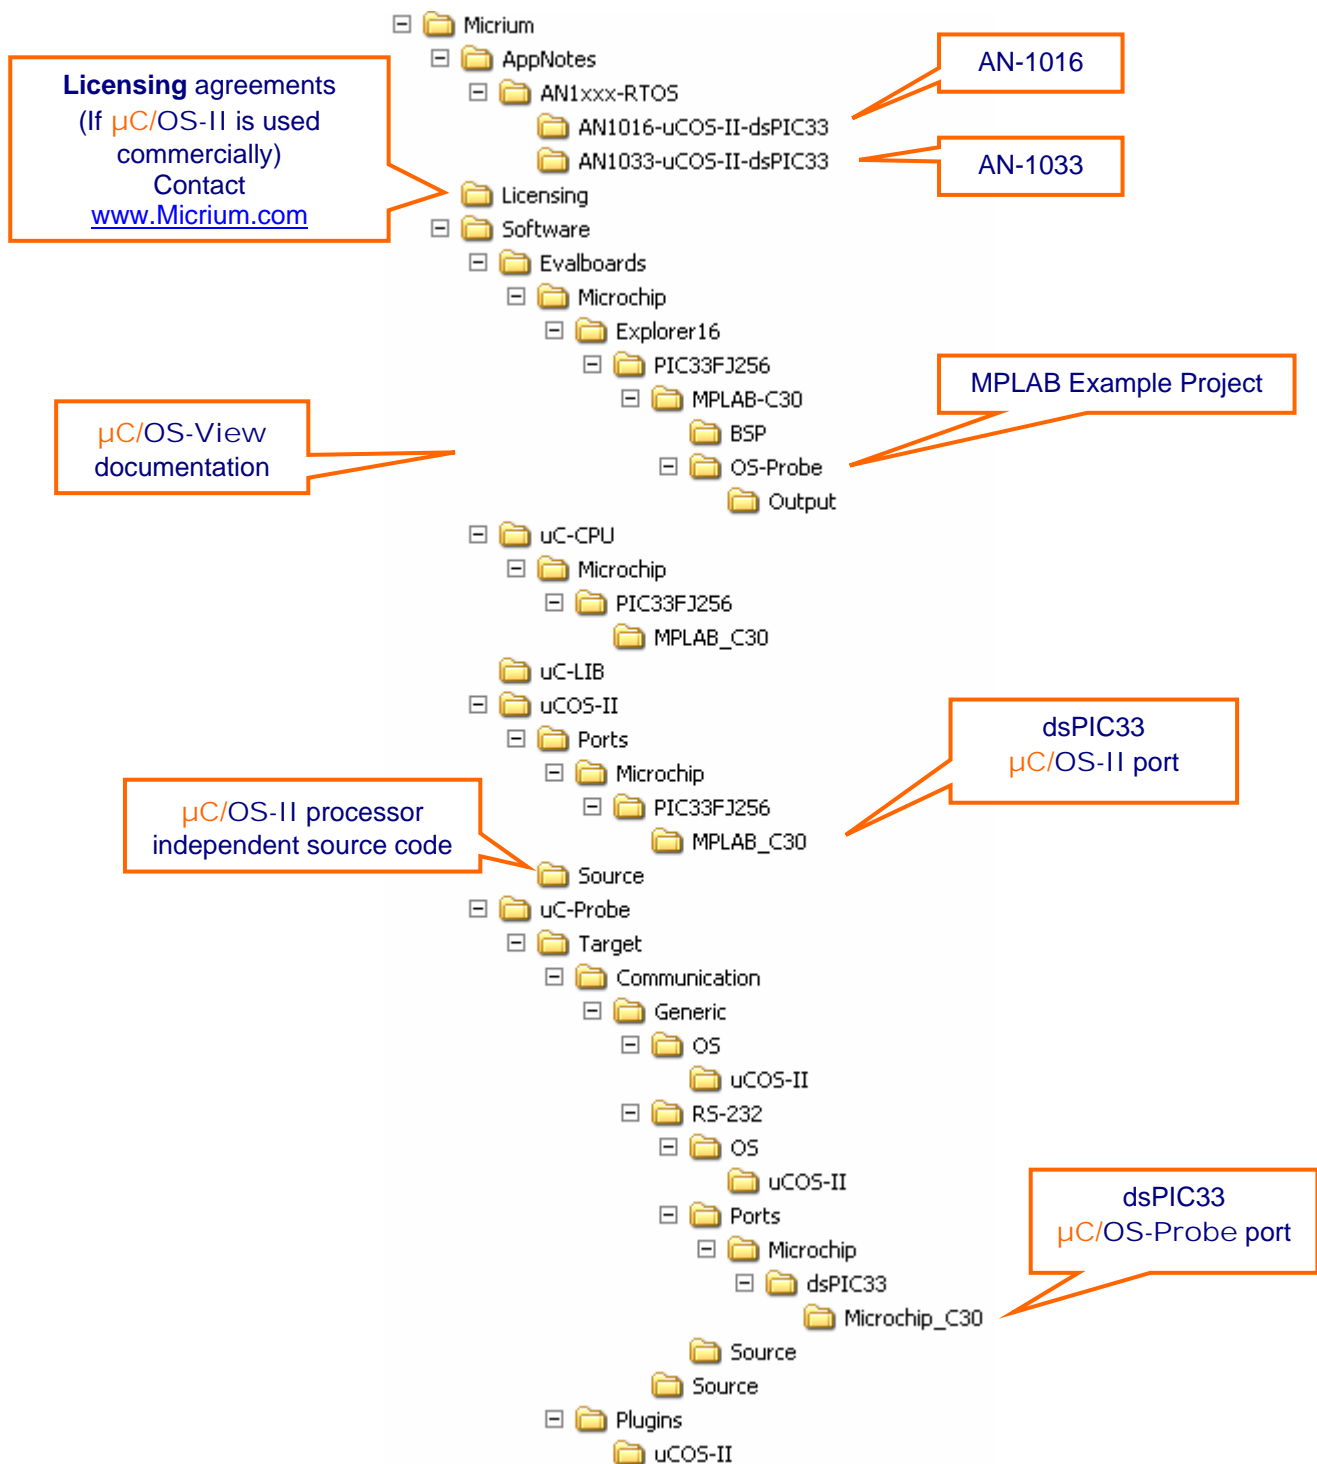 Micrium
AppNotes
AN1xxx-RTOS
AN1016-uCOS-II-dsPIC33
AN1033-uCOS-II-dsPIC33
Licensing
Software
Evalboards
Microchip
Explorer16
PIC33FJ256
MPLAB-C30
BSP
OS-Probe
Output
uC-CPU
Microchip
PIC33FJ256
MPLAB_C30
uC-LIB
uCOS-II
Ports
Microchip
PIC33FJ256
MPLAB_C30
Source
uC-Probe
Target
Communication
Generic
OS
uCOS-II
RS-232
OS
uCOS-II
Ports
Microchip
dsPIC33
Microchip_C30
Source
Source
Plugins
uCOS-II
Licensing agreements
(If µC/OS-II is used
commercially)
Contact
www.Micrium.com
AN-1016
AN-1033
MPLAB Example Project
µC/OS-View
documentation
dsPIC33
µC/OS-II port
µC/OS-II processor
independent source code
dsPIC33
µC/OS-Probe port